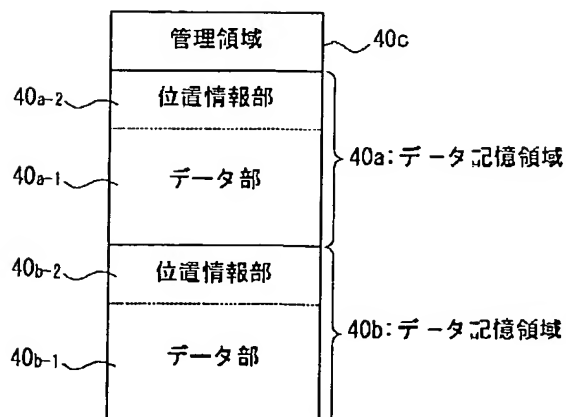 管理領域 40c
40a-2 位置情報部
40a:データ記憶領域
40a-1 データ部
40b-2 位置情報部
40b:データ記憶領域
40b-1 データ部